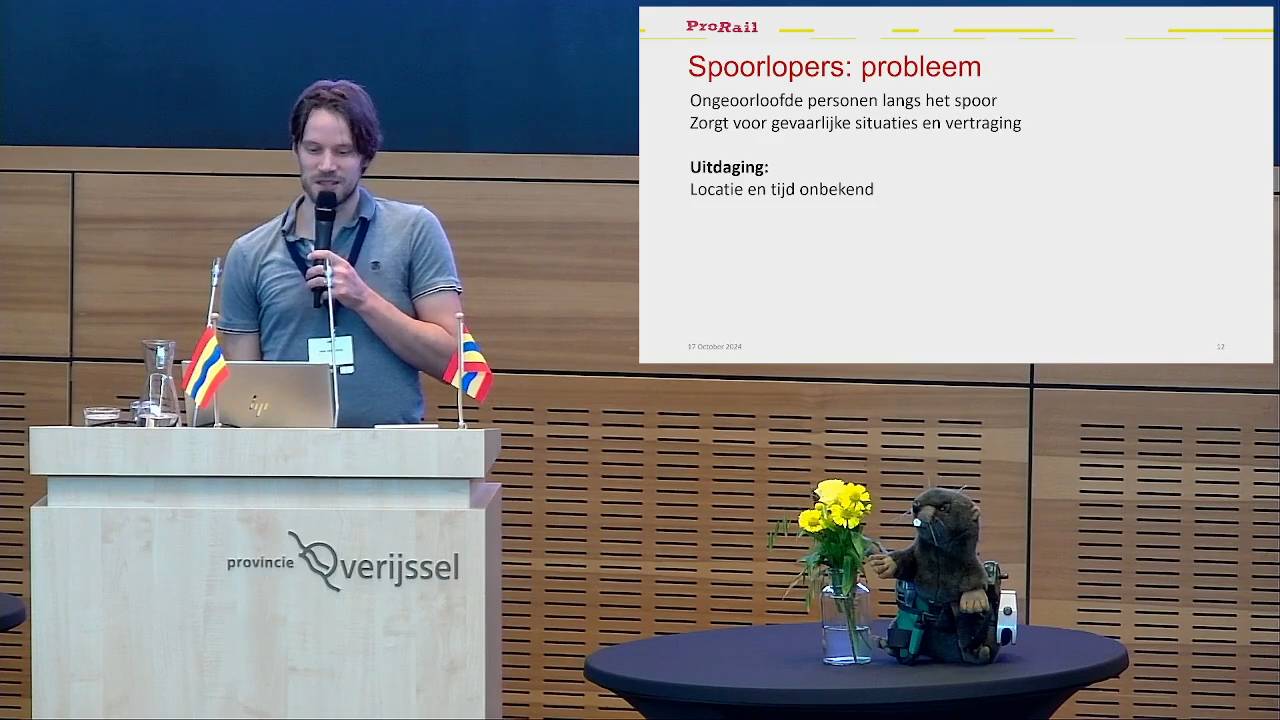 ProRail
Spoorlopers: probleem
Ongeoorloofde personen langs het spoor
Zorgt voor gevaarlijke situaties en vertraging
Uitdaging:
Locatie en tijd onbekend
17 October 2024
12
hp
provincie Overijssel